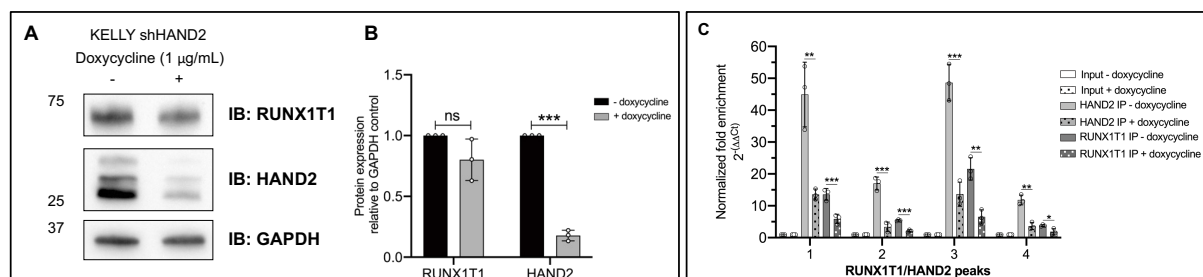 A
KELLY shHAND2
Doxycycline (1 μg/mL)
- +
75
IB: RUNX1T1
IB: HAND2
25
37
IB: GAPDH
B
Protein expression
relative to GAPDH control
1.5
1.0
0.5
0.0
ns
***
- doxycycline
+ doxycycline
RUNX1T1 HAND2
C
Normalized fold enrichment
2-(ΔΔCt)
60
50
40
30
20
15
10
5
0
** *** *** *** *** ** ** *
Input - doxycycline
Input + doxycycline
HAND2 IP - doxycycline
HAND2 IP + doxycycline
RUNX1T1 IP - doxycycline
RUNX1T1 IP + doxycycline
1 2 3 4
RUNX1T1/HAND2 peaks